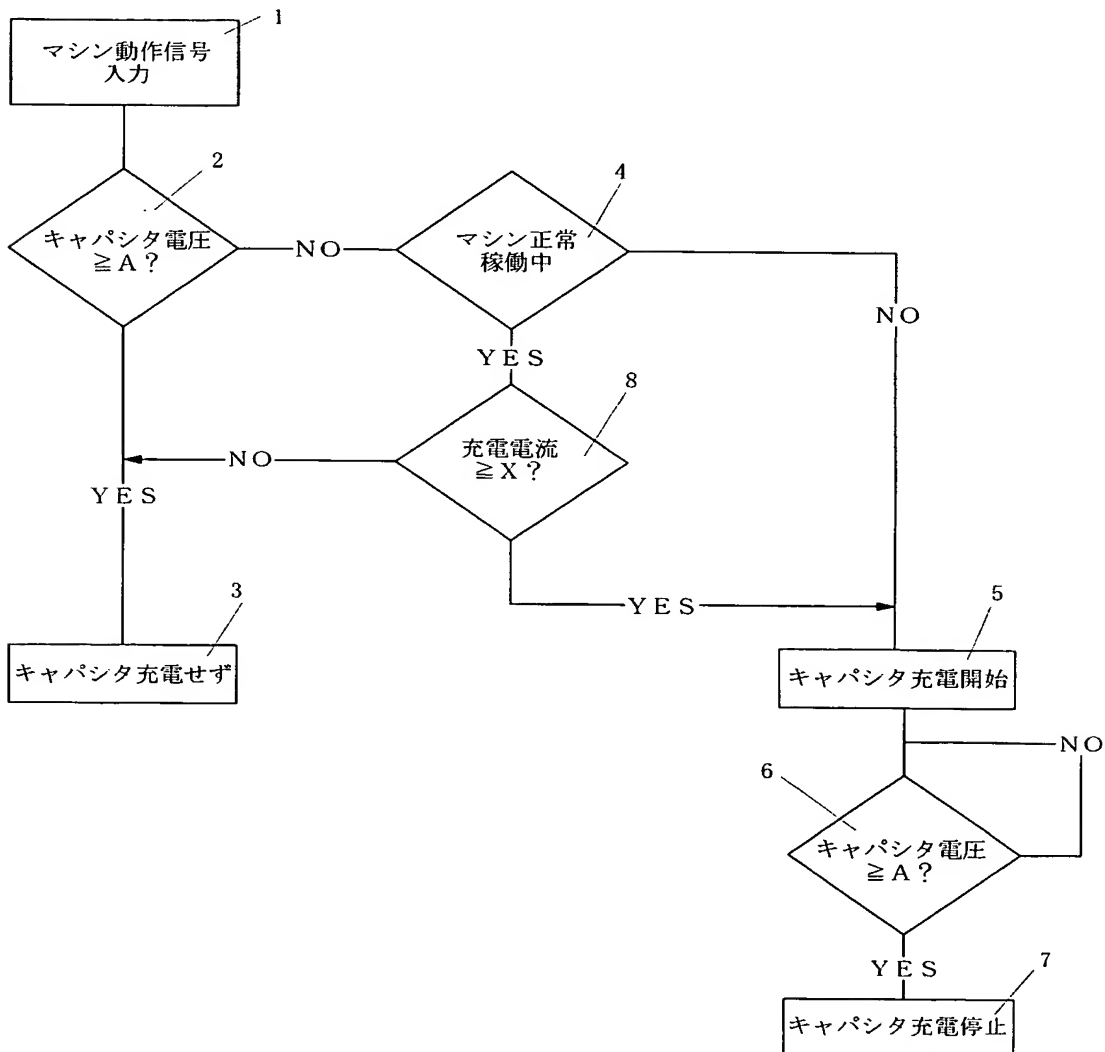 1
マシン動作信号
入力
2
キャパシタ電圧
≧A?
NO
4
マシン正常
稼働中
NO
YES
8
充電電流
≧X?
NO
YES
YES
3
キャパシタ充電せず
5
キャパシタ充電開始
NO
6
キャパシタ電圧
≧A?
YES
7
キャパシタ充電停止